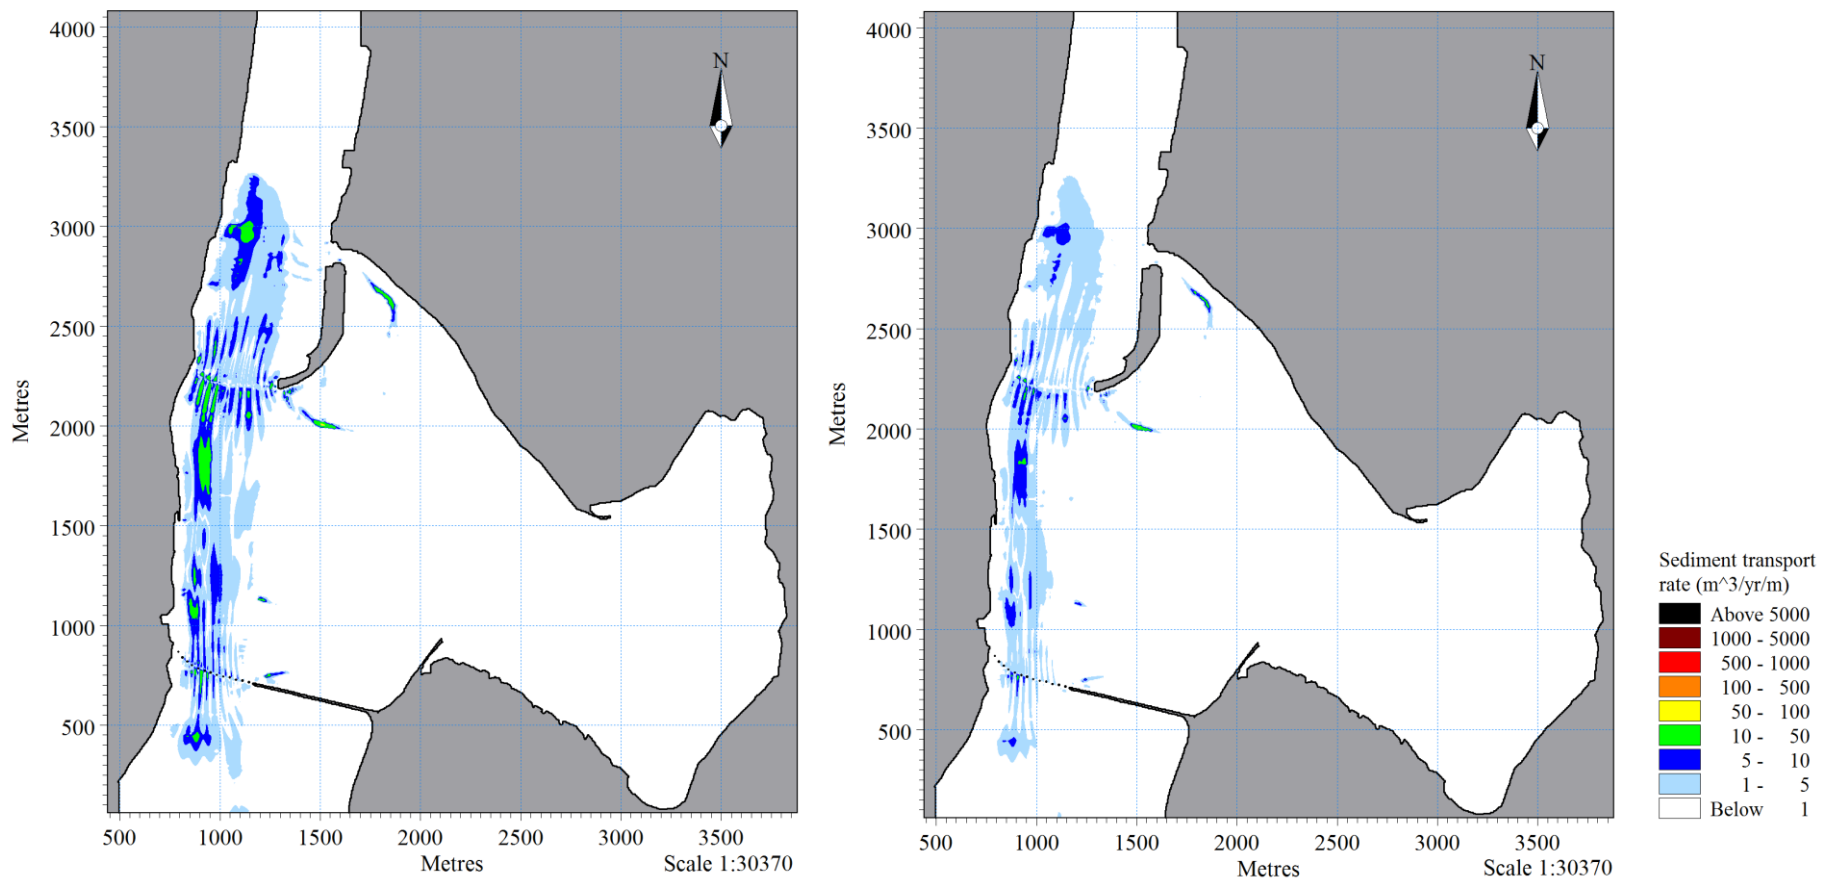 4000
3500
3000
2500
2000
1500
1000
500
Metres
N
500 1000 1500 2000 2500 3000 3500
Metres
Scale 1:30370
4000
3500
3000
2500
2000
1500
1000
500
Metres
N
500 1000 1500 2000 2500 3000 3500
Metres
Scale 1:30370
Sediment transport
rate (m^3/yr/m)
Above 5000
1000 - 5000
500 - 1000
100 - 500
50 - 100
10 - 50
5 - 10
1 - 5
Below 1